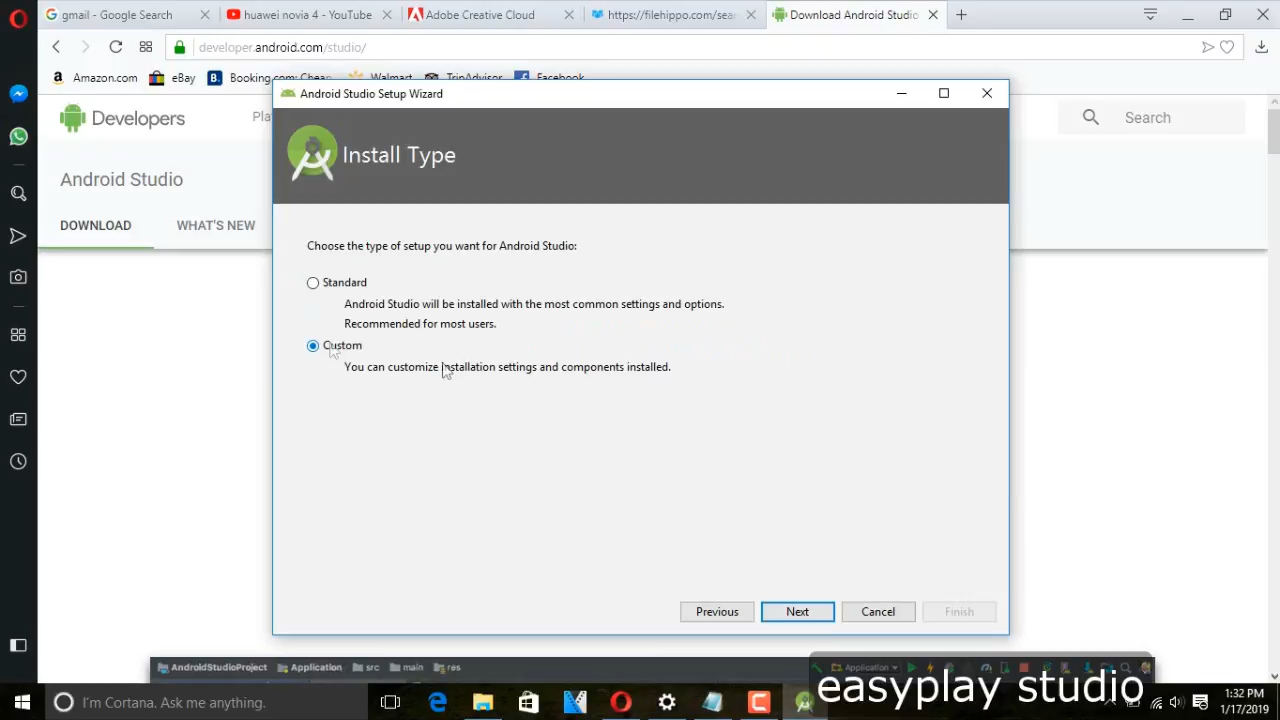 gmail - Google Search
huawei novia 4 - YouTube
Adobe Creative Cloud
https://filehippo.com/sear
Download Android Studio
developer.android.com/studio/
Amazon.com
eBay
Booking.com: Cheap
Walmart
TripAdvisor
Facebook
Android Studio Setup Wizard
Developers
Pla
Search
Install Type
Android Studio
DOWNLOAD
WHAT'S NEW
Choose the type of setup you want for Android Studio:
Standard
Android Studio will be installed with the most common settings and options.
Recommended for most users.
Custom
You can customize installation settings and components installed.
Previous
Next
Cancel
Finish
AndroidStudioProject
Application
src
main
res
Application
easyplay studio
I'm Cortana. Ask me anything.
1:32 PM
1/17/2019